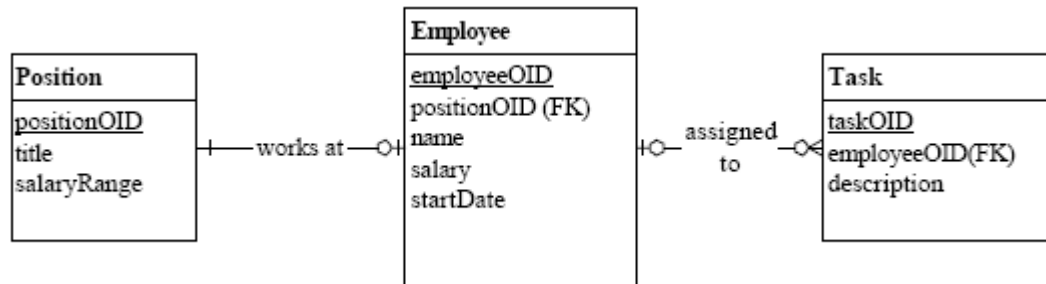 Position
positionOID
title
salaryRange
works at
Employee
employeeOID
positionOID (FK)
name
salary
startDate
assigned
to
Task
taskOID
employeeOID(FK)
description